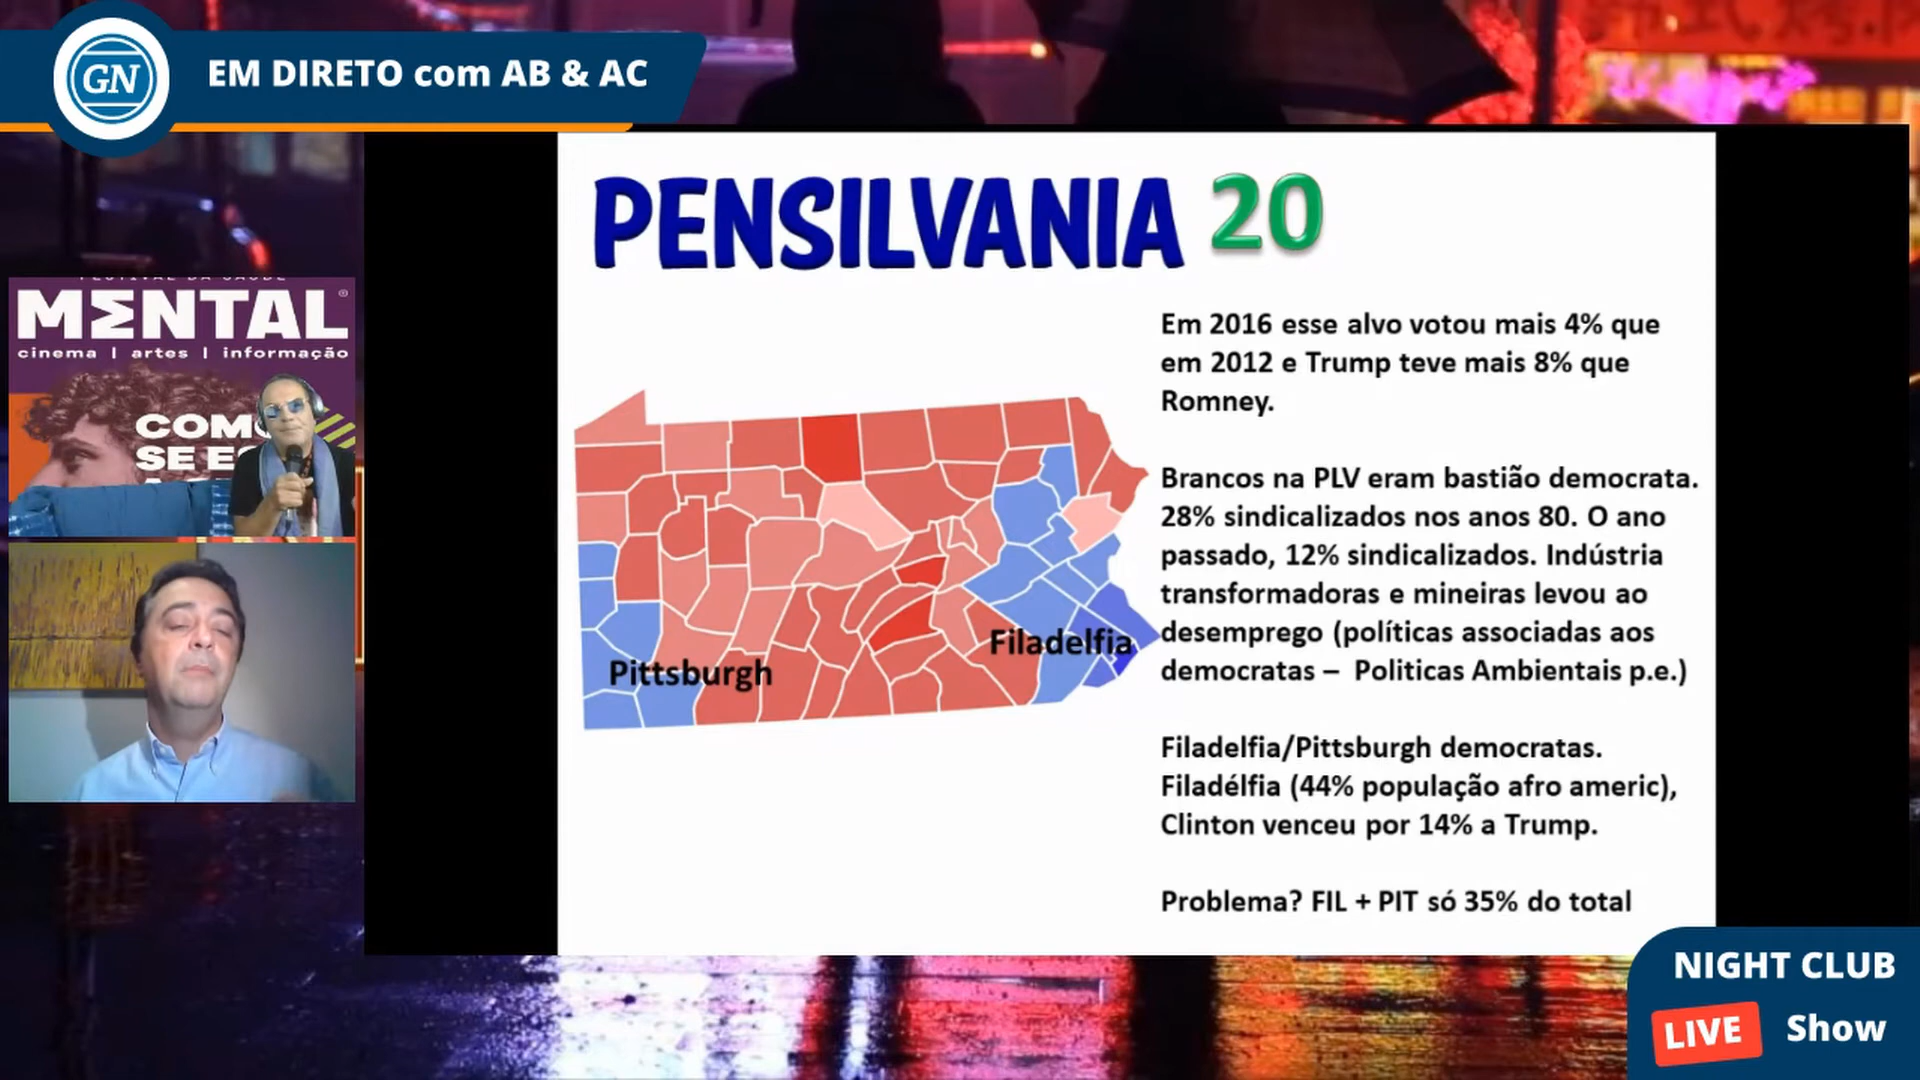 GN
EM DIRETO com AB & AC
MΣNTAL®
cinema | artes | informação
COMO
SE ES
PENSILVANIA 20
Em 2016 esse alvo votou mais 4% que
em 2012 e Trump teve mais 8% que
Romney.
Brancos na PLV eram bastião democrata.
28% sindicalizados nos anos 80. O ano
passado, 12% sindicalizados. Indústria
transformadoras e mineiras levou ao
desemprego (políticas associadas aos
democratas – Politicas Ambientais p.e.)
Filadelfia/Pittsburgh democratas.
Filadélfia (44% população afro americ),
Clinton venceu por 14% a Trump.
Problema? FIL + PIT só 35% do total
Filadelfia
Pittsburgh
NIGHT CLUB
LIVE Show